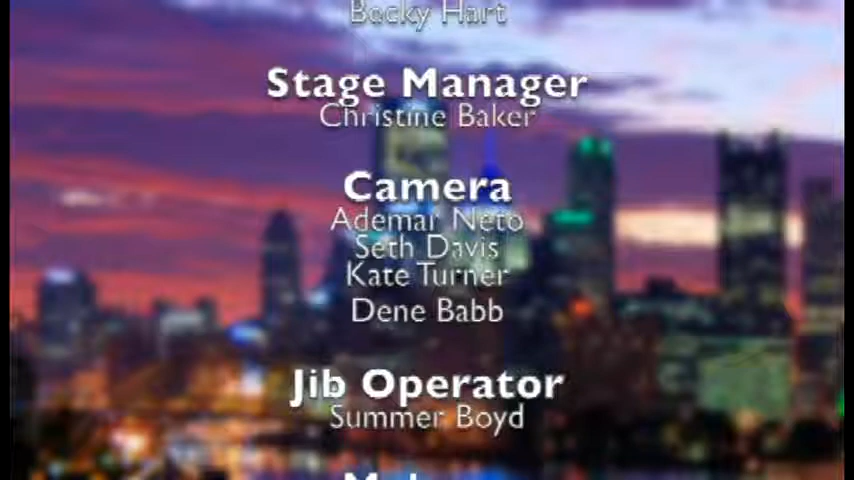 Becky Hart
Stage Manager
Christine Baker
Camera
Ademar Neto
Seth Davis
Kate Turner
Dene Babb
Jib Operator
Summer Boyd